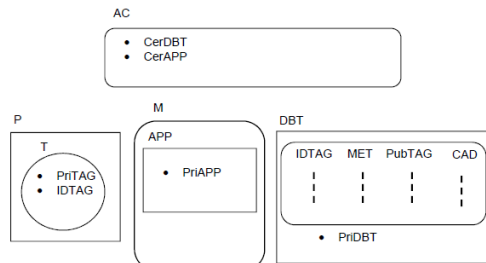 AC
• CerDBT
• CerAPP
P
M
DBT
T
APP
IDTAG MET PubTAG CAD
• PriTAG
• IDTAG
• PriAPP
• PriDBT